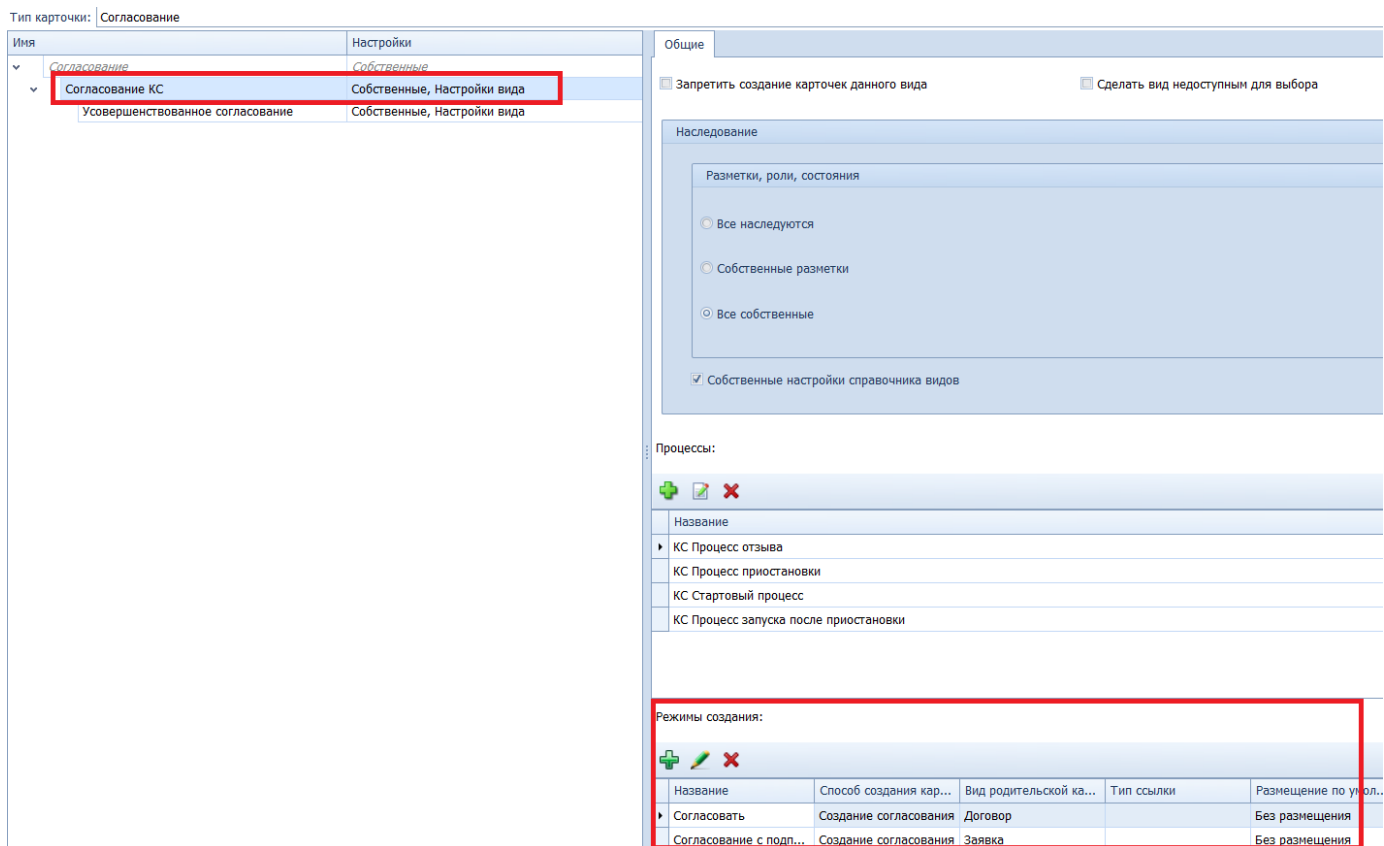 Тип карточки: Согласование
Имя Настройки
Согласование Собственные
Согласование КС Собственные, Настройки вида
Усовершенствованное согласование Собственные, Настройки вида
Общие
Запретить создание карточек данного вида Сделать вид недоступным для выбора
Наследование
Разметки, роли, состояния
Все наследуются
Собственные разметки
Все собственные
Собственные настройки справочника видов
Процессы:
Название
КС Процесс отзыва
КС Процесс приостановки
КС Стартовый процесс
КС Процесс запуска после приостановки
Режимы создания:
Название Способ создания кар... Вид родительской ка... Тип ссылки Размещение по умол...
Согласовать Создание согласования Договор Без размещения
Согласование с подп... Создание согласования Заявка Без размещения